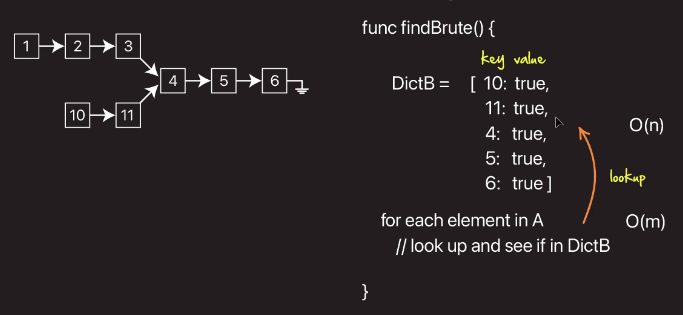 1 2 3
4 5 6
10 11
func findBrute() {
key value
DictB = [ 10: true,
11: true,
4: true,
5: true,
6: true ]
O(n)
lookup
for each element in A
O(m)
// look up and see if in DictB
}